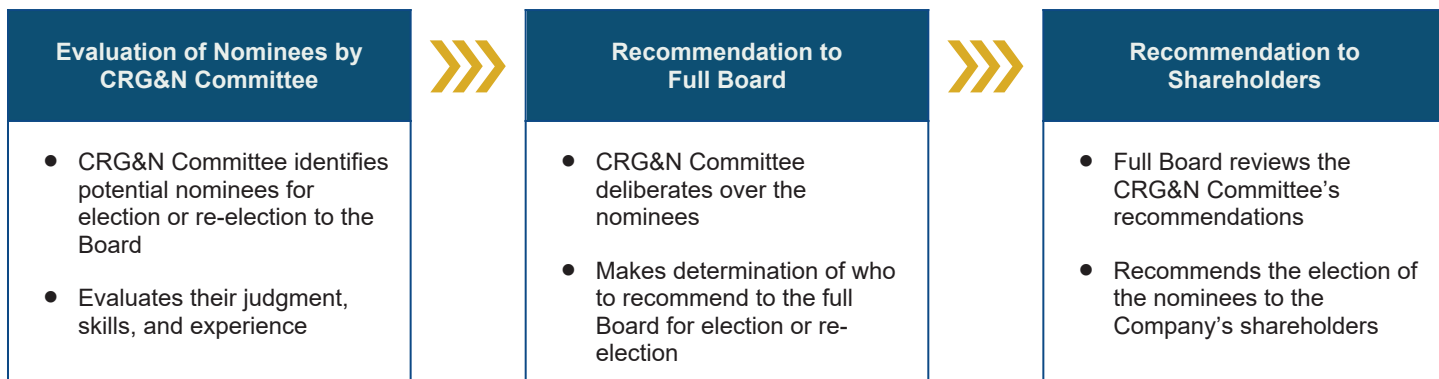 Evaluation of Nominees by
CRG&N Committee
● CRG&N Committee identifies
potential nominees for
election or re-election to the
Board
● Evaluates their judgment,
skills, and experience
Recommendation to
Full Board
● CRG&N Committee
deliberates over the
nominees
● Makes determination of who
to recommend to the full
Board for election or re-
election
Recommendation to
Shareholders
● Full Board reviews the
CRG&N Committee’s
recommendations
● Recommends the election of
the nominees to the
Company’s shareholders